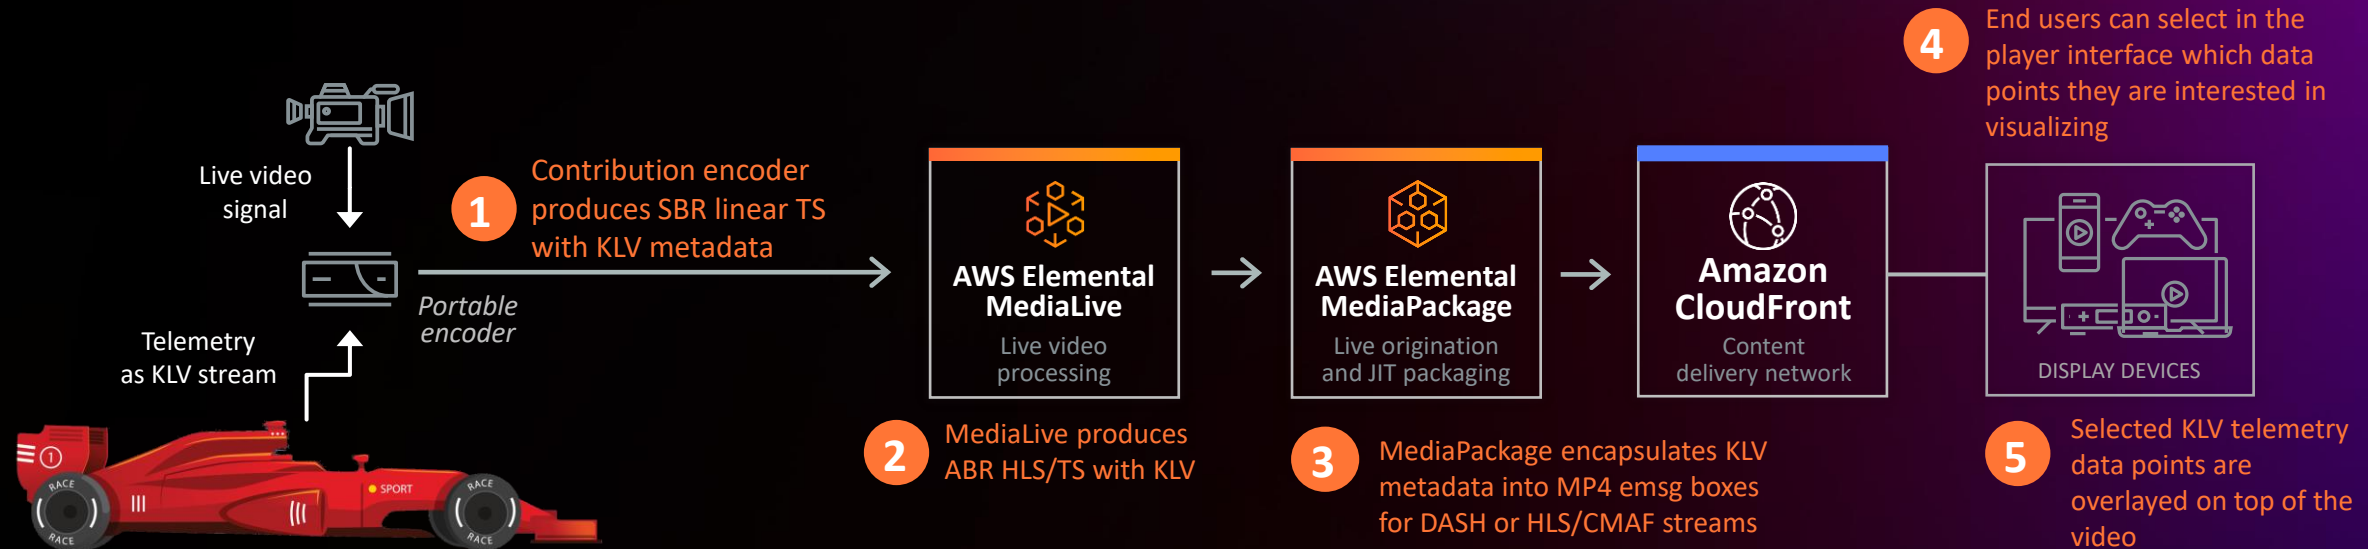 Live video
signal
Telemetry
as KLV stream
Portable
encoder
1
Contribution encoder
produces SBR linear TS
with KLV metadata
AWS Elemental
MediaLive
Live video
processing
2
MediaLive produces
ABR HLS/TS with KLV
AWS Elemental
MediaPackage
Live origination
and JIT packaging
3
MediaPackage encapsulates KLV
metadata into MP4 emsg boxes
for DASH or HLS/CMAF streams
Amazon
CloudFront
Content
delivery network
4
End users can select in the
player interface which data
points they are interested in
visualizing
DISPLAY DEVICES
5
Selected KLV telemetry
data points are
overlayed on top of the
video
1
RACE
RACE
SPORT
RACE
RACE